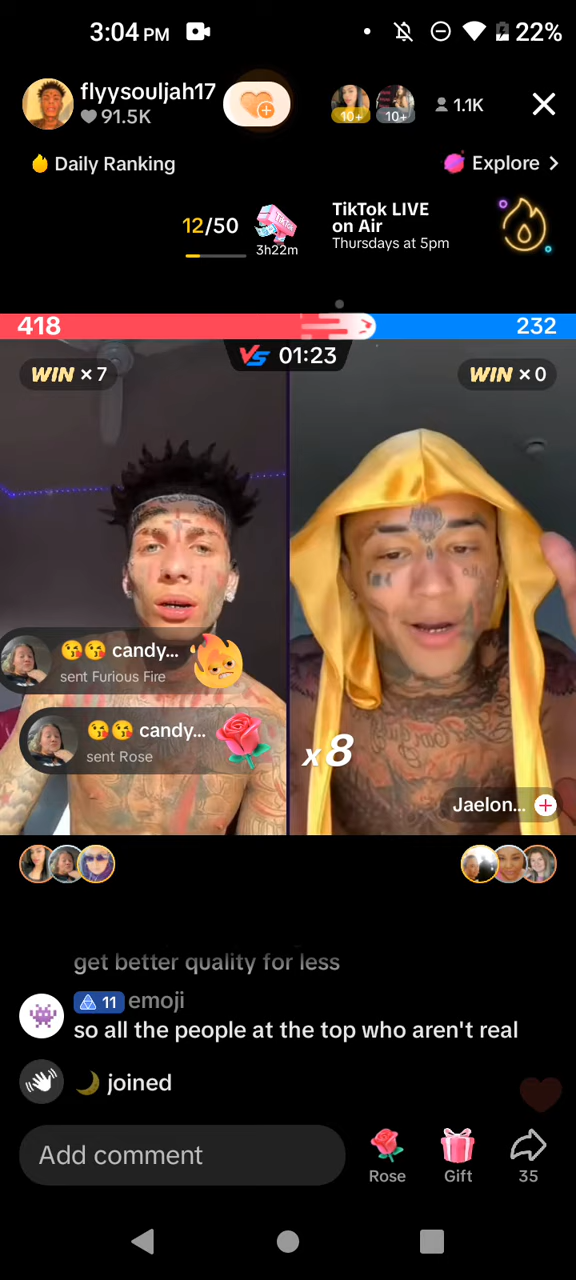 3:04 PM
22%
flyysouljah17
91.5K
10+
10+
1.1K
Daily Ranking
Explore
12/50
3h22m
TikTok LIVE
on Air
Thursdays at 5pm
418
232
VS 01:23
WIN × 7
WIN × 0
😘😘 candy...
sent Furious Fire
😘😘 candy...
sent Rose
x8
Jaelon...
get better quality for less
11 emoji
so all the people at the top who aren't real
🌙 joined
Add comment
Rose
Gift
35